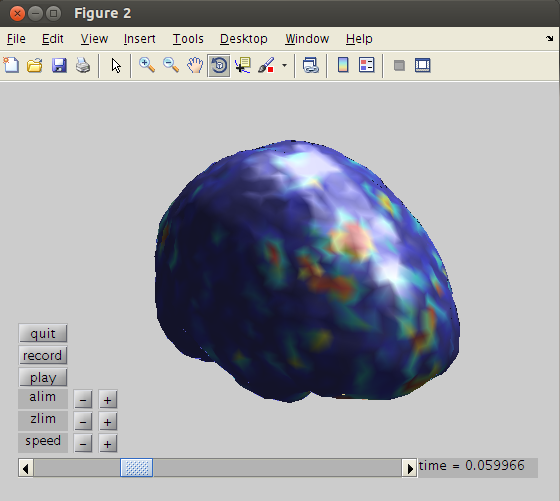 Figure 2
File Edit View Insert Tools Desktop Window Help
quit
record
play
alim - +
zlim - +
speed - +
time = 0.059966